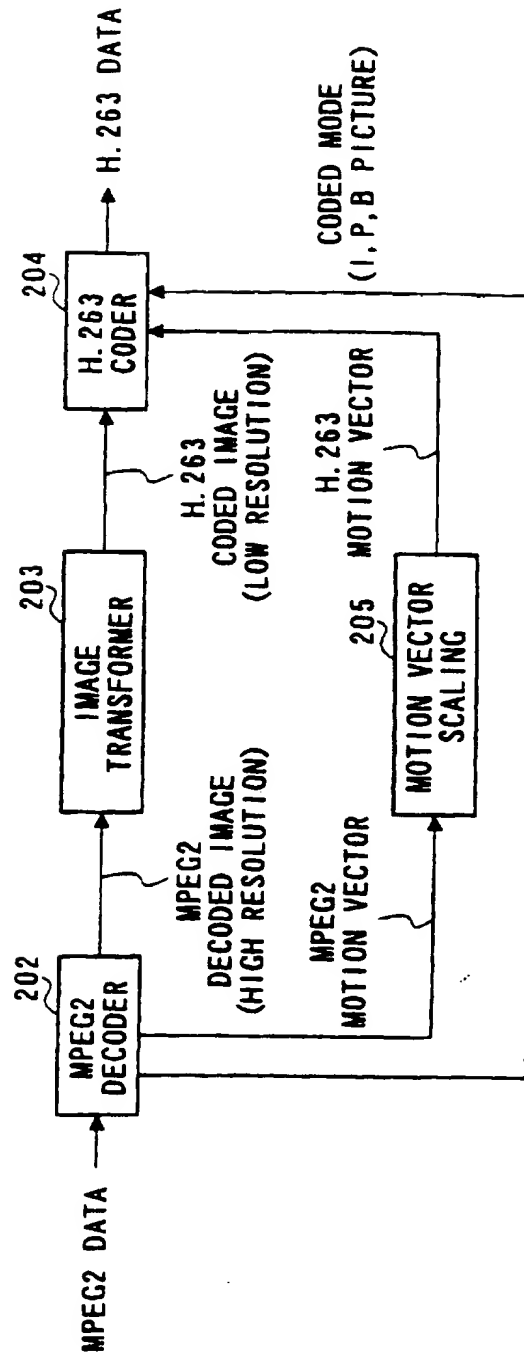 MPEG2 DATA
202
MPEG2
DECODER
MPEG2
DECODED IMAGE
(HIGH RESOLUTION)
203
IMAGE
TRANSFORMER
H.263
CODED IMAGE
(LOW RESOLUTION)
204
H.263
CODER
H.263 DATA
MPEG2
MOTION VECTOR
205
MOTION VECTOR
SCALING
H.263
MOTION VECTOR
CODED MODE
(I,P,B PICTURE)